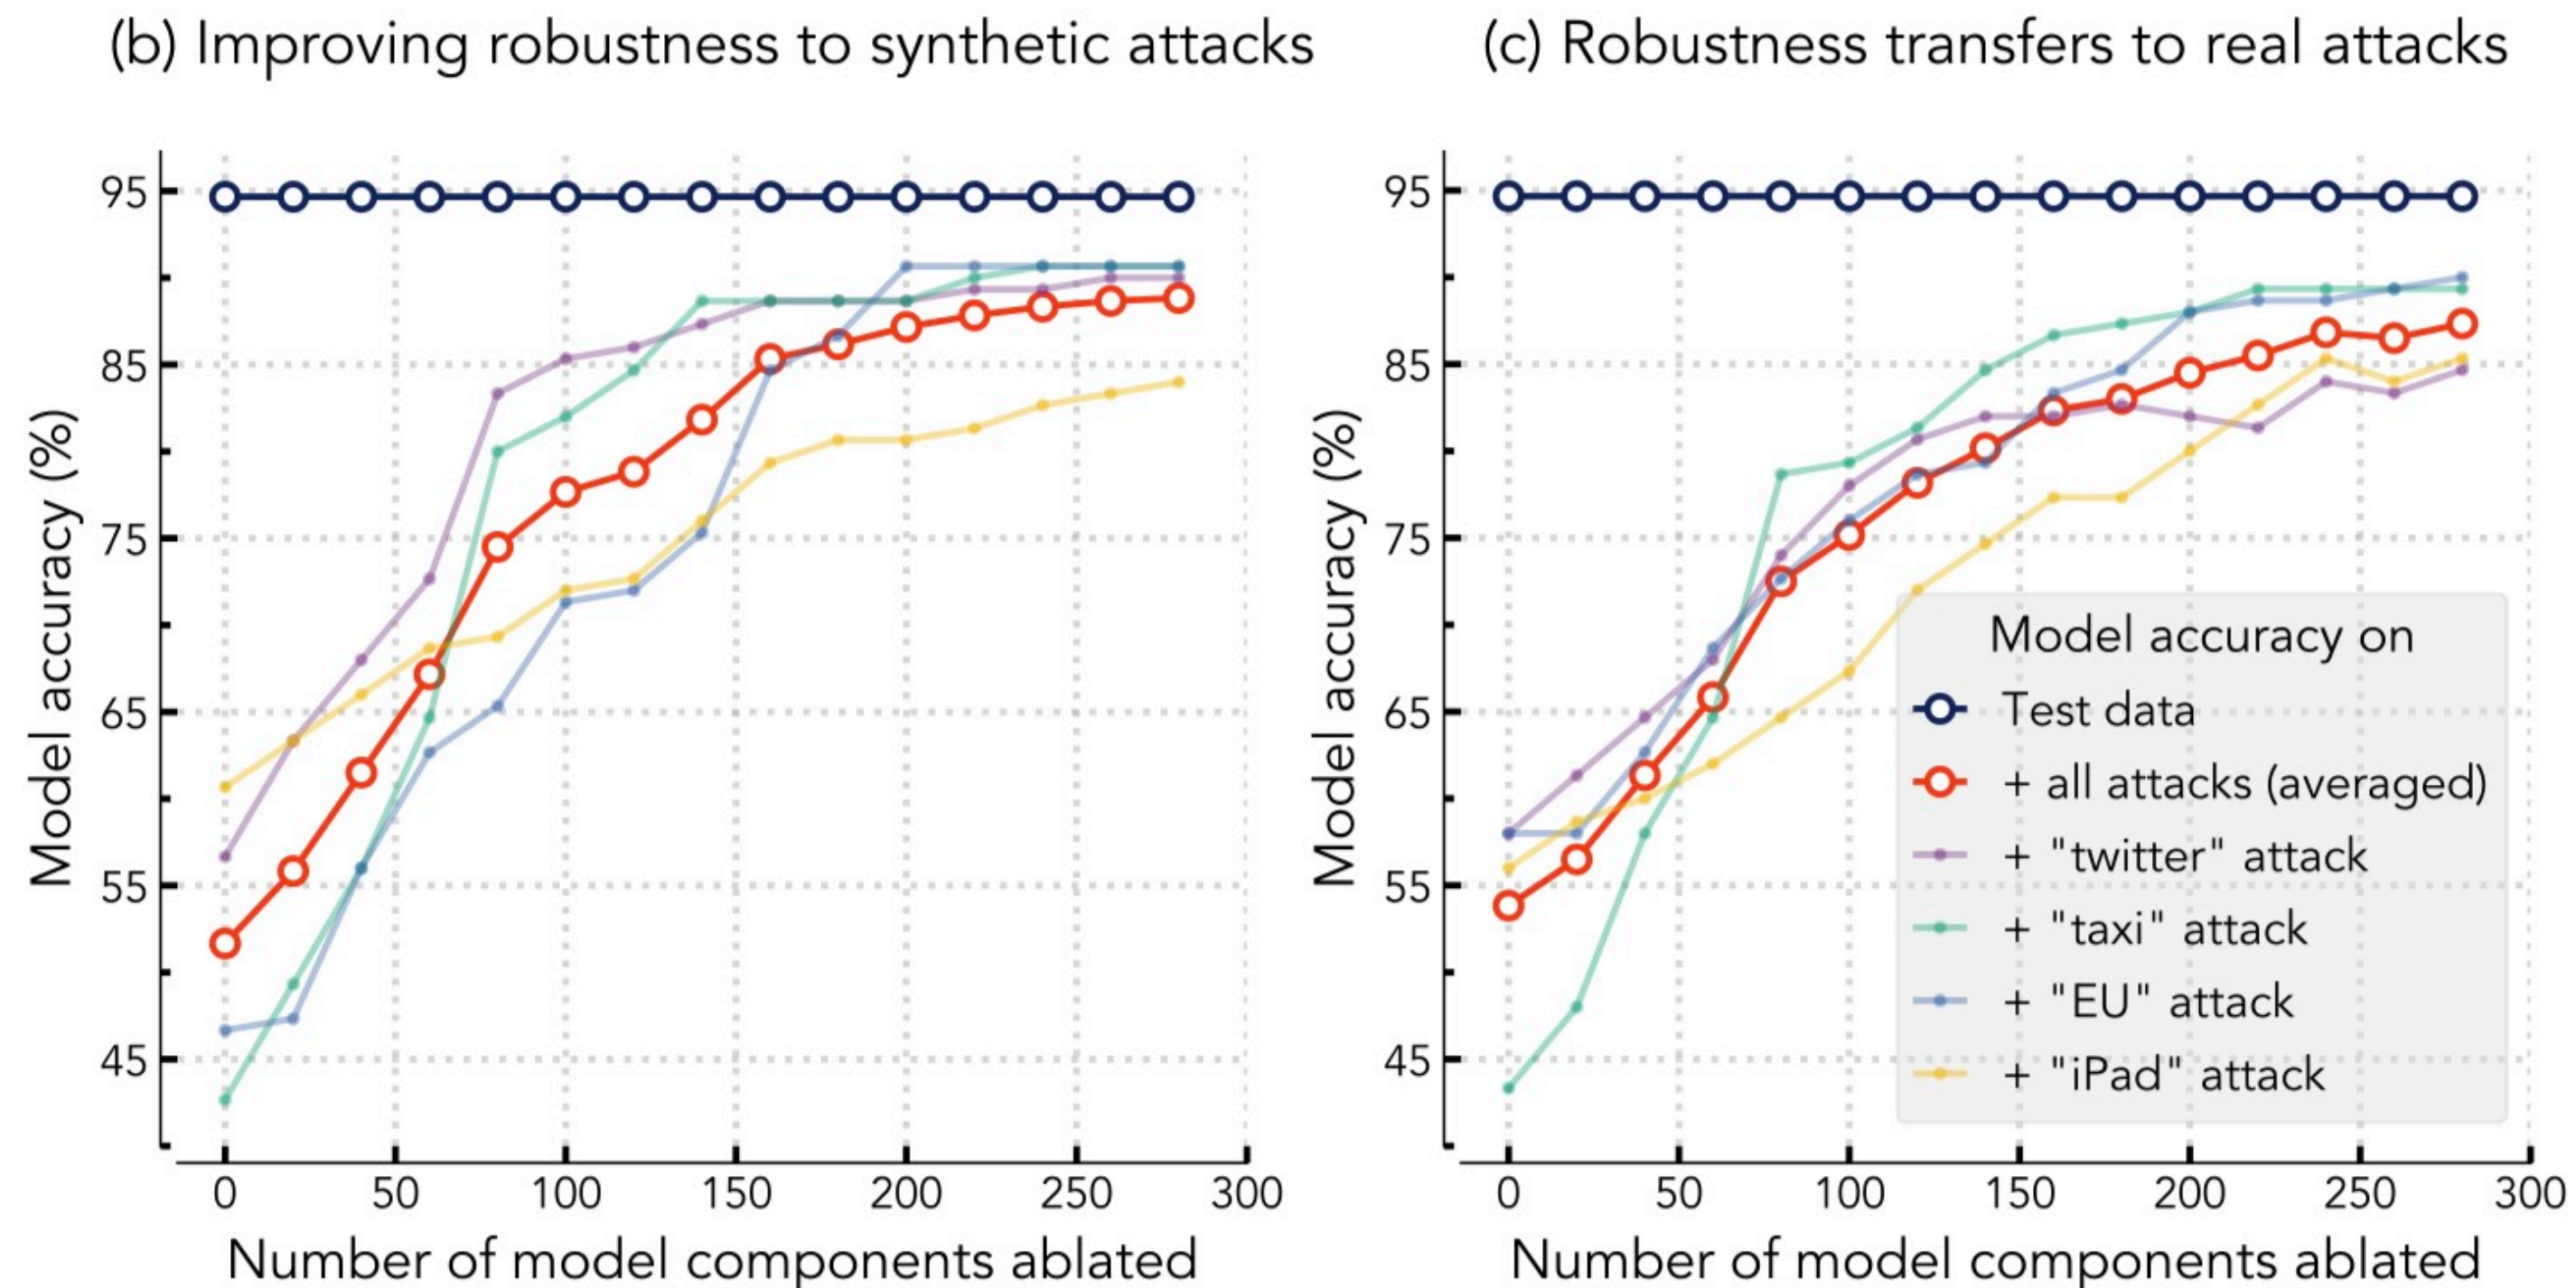 (b) Improving robustness to synthetic attacks
95
85
75
65
55
45
Model accuracy (%)
0 50 100 150 200 250 300
Number of model components ablated
(c) Robustness transfers to real attacks
95
85
75
65
55
45
Model accuracy (%)
Model accuracy on
Test data
+ all attacks (averaged)
+ "twitter" attack
+ "taxi" attack
+ "EU" attack
+ "iPad" attack
0 50 100 150 200 250 300
Number of model components ablated